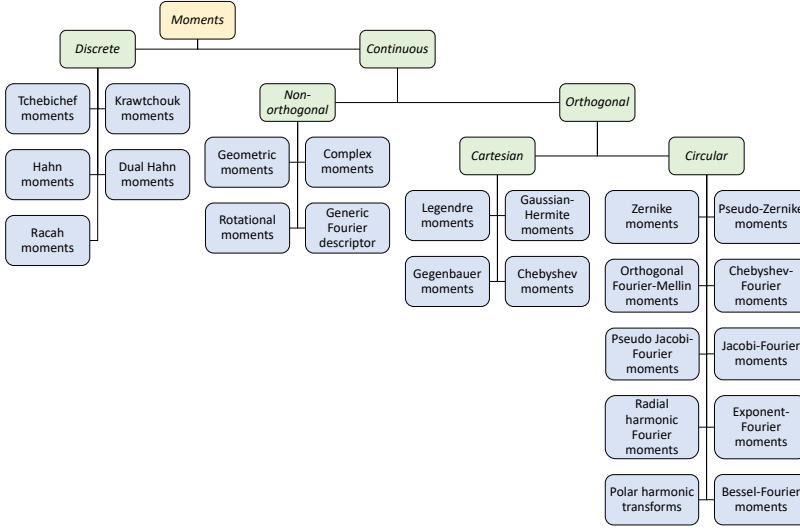 Moments
Discrete
Continuous
Tchebichef
moments
Krawtchouk
moments
Hahn
moments
Dual Hahn
moments
Racah
moments
Non-
orthogonal
Orthogonal
Geometric
moments
Complex
moments
Rotational
moments
Generic
Fourier
descriptor
Cartesian
Circular
Legendre
moments
Gaussian-
Hermite
moments
Gegenbauer
moments
Chebyshev
moments
Zernike
moments
Pseudo-Zernike
moments
Orthogonal
Fourier-Mellin
moments
Chebyshev-
Fourier
moments
Pseudo Jacobi-
Fourier
moments
Jacobi-Fourier
moments
Radial
harmonic
Fourier
moments
Exponent-
Fourier
moments
Polar harmonic
transforms
Bessel-Fourier
moments